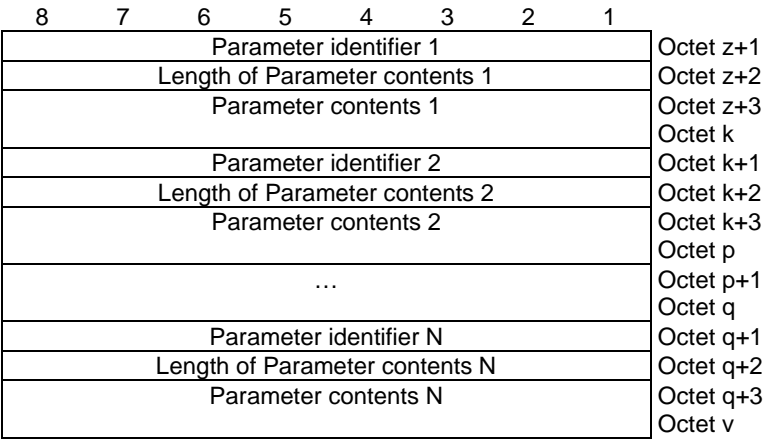 8 7 6 5 4 3 2 1
Parameter identifier 1 Octet z+1
Length of Parameter contents 1 Octet z+2
Parameter contents 1 Octet z+3
Octet k
Parameter identifier 2 Octet k+1
Length of Parameter contents 2 Octet k+2
Parameter contents 2 Octet k+3
Octet p
… Octet p+1
Octet q
Parameter identifier N Octet q+1
Length of Parameter contents N Octet q+2
Parameter contents N Octet q+3
Octet v